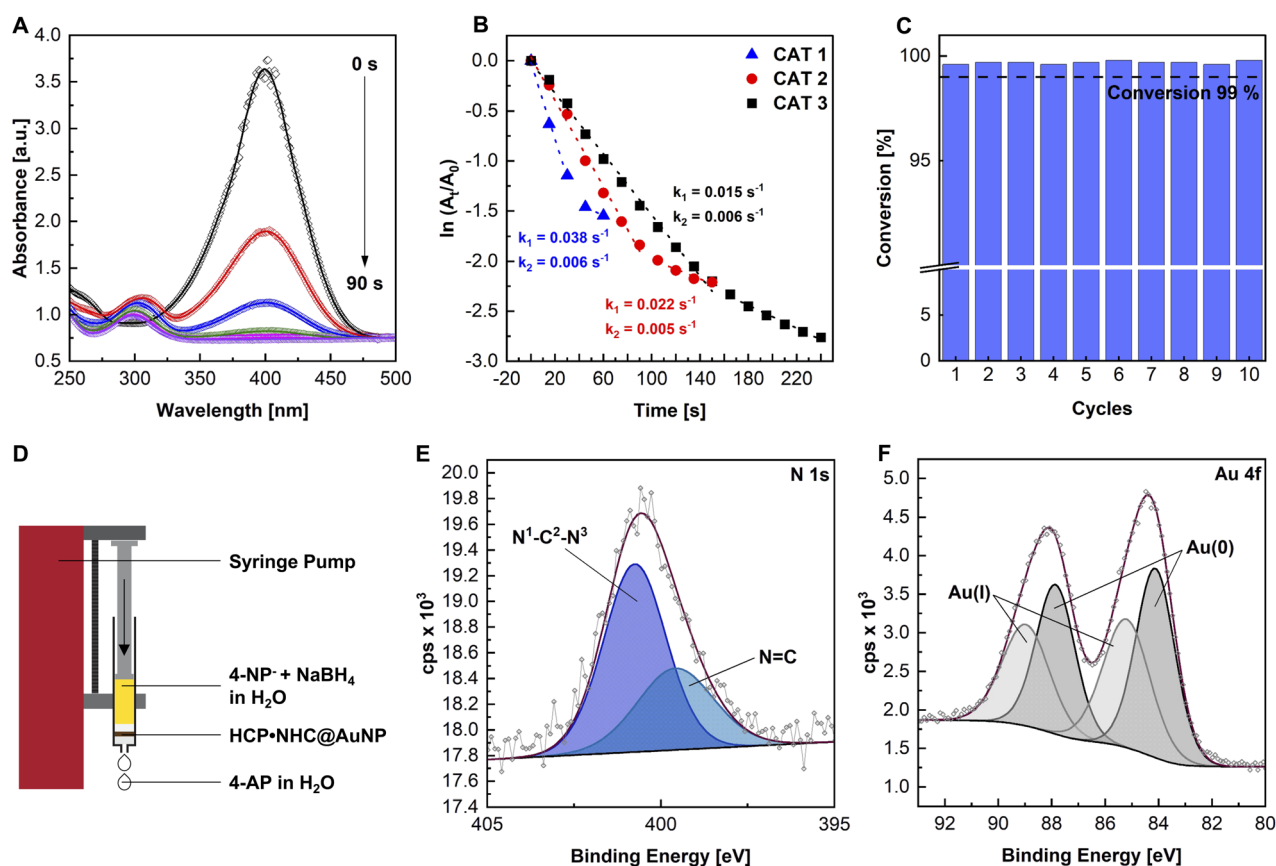 A
Absorbance [a.u.]
4.0
3.5
3.0
2.5
2.0
1.5
1.0
0.5
0 s
90 s
250 300 350 400 450 500
Wavelength [nm]
B
ln (Aₜ/A₀)
0.0
-0.5
-1.0
-1.5
-2.0
-2.5
-3.0
CAT 1
CAT 2
CAT 3
k₁ = 0.015 s⁻¹
k₂ = 0.006 s⁻¹
k₁ = 0.038 s⁻¹
k₂ = 0.006 s⁻¹
k₁ = 0.022 s⁻¹
k₂ = 0.005 s⁻¹
-20 20 60 100 140 180 220
Time [s]
C
Conversion [%]
100
95
5
0
Conversion 99 %
1 2 3 4 5 6 7 8 9 10
Cycles
D
Syringe Pump
4-NP⁻ + NaBH₄
in H₂O
HCP•NHC@AuNP
4-AP in H₂O
E
N 1s
cps x 10³
20.0
19.8
19.6
19.4
19.2
19.0
18.8
18.6
18.4
18.2
18.0
17.8
17.6
17.4
N¹-C²-N³
N=C
405 400 395
Binding Energy [eV]
F
Au 4f
cps x 10³
5.0
4.5
4.0
3.5
3.0
2.5
2.0
1.5
1.0
Au(0)
Au(I)
92 90 88 86 84 82 80
Binding Energy [eV]